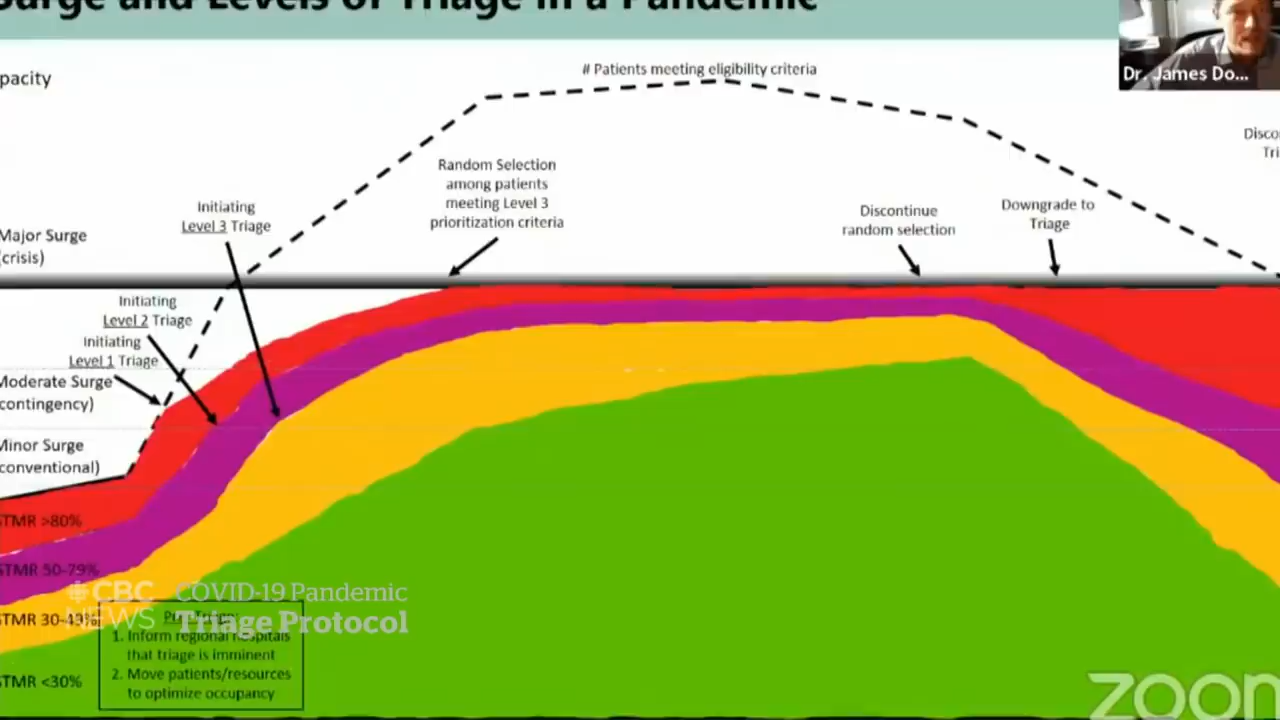 Surge and Levels of Triage in a Pandemic
Dr. James Do...
pacity
# Patients meeting eligibility criteria
Disco
Tri
Random Selection
among patients
meeting Level 3
prioritization criteria
Initiating
Level 3 Triage
Discontinue
random selection
Downgrade to
Triage
Major Surge
(crisis)
Initiating
Level 2 Triage
Initiating
Level 1 Triage
Moderate Surge
contingency)
Minor Surge
conventional)
STMR >80%
STMR 50-79%
STMR 30-49%
STMR <30%
CBC
NEWS
COVID-19 Pandemic
Triage Protocol
1. Inform regional hospitals
that triage is imminent
2. Move patients/resources
to optimize occupancy
zoom